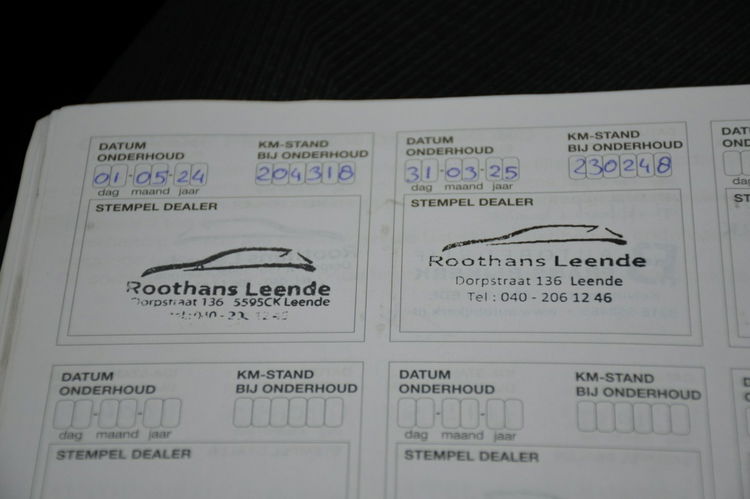 DATUM
ONDERHOUD
KM-STAND
BIJ ONDERHOUD
01-05-24
204318
dag maand jaar
STEMPEL DEALER
Roothans Leende
Dorpstraat 136 5595CK Leende
DATUM
ONDERHOUD
KM-STAND
BIJ ONDERHOUD
31-03-25
230248
dag maand jaar
STEMPEL DEALER
Roothans Leende
Dorpstraat 136 Leende
Tel : 040 - 206 12 46
DATUM
ONDERHOUD
KM-STAND
BIJ ONDERHOUD
dag maand jaar
STEMPEL DEALER
DATUM
ONDERHOUD
KM-STAND
BIJ ONDERHOUD
dag maand jaar
STEMPEL DEALER